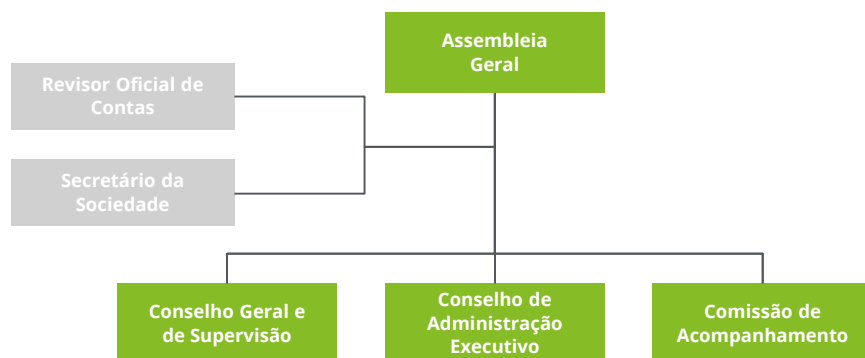 Assembleia
Geral
Revisor Oficial de
Contas
Secretário da
Sociedade
Conselho Geral e
de Supervisão
Conselho de
Administração
Executivo
Comissão de
Acompanhamento